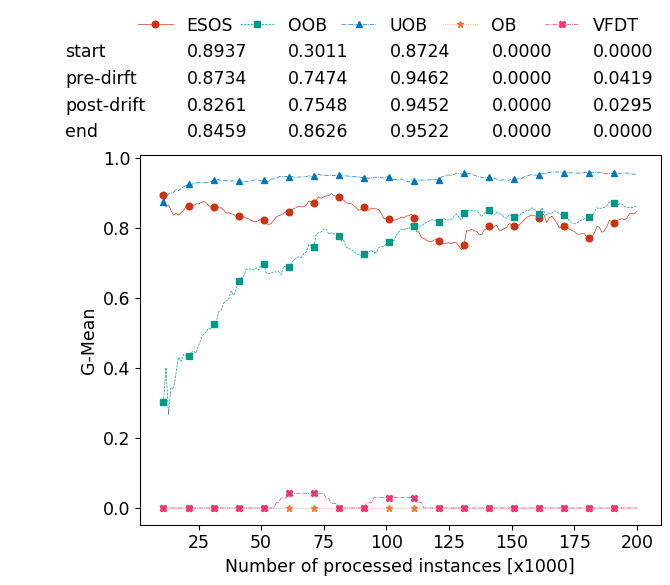 ESOS OOB UOB OB VFDT
start 0.8937 0.3011 0.8724 0.0000 0.0000
pre-dirft 0.8734 0.7474 0.9462 0.0000 0.0419
post-drift 0.8261 0.7548 0.9452 0.0000 0.0295
end 0.8459 0.8626 0.9522 0.0000 0.0000
1.0
0.8
0.6
0.4
0.2
0.0
G-Mean
25 50 75 100 125 150 175 200
Number of processed instances [x1000]